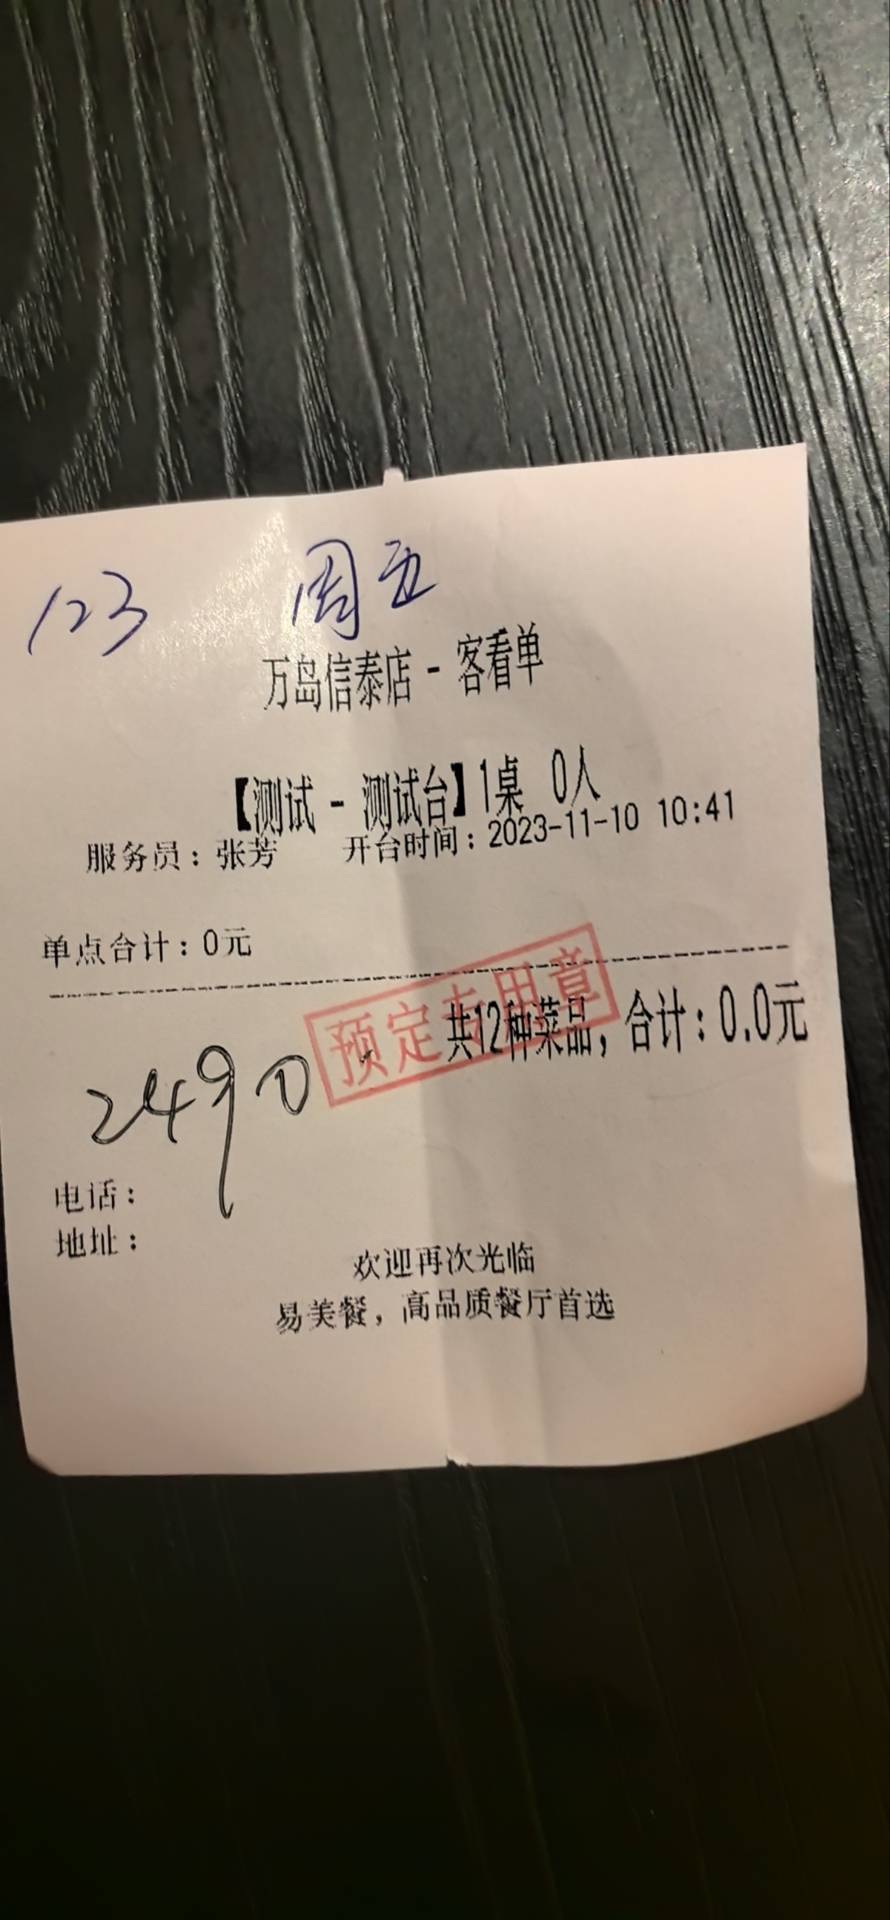 123 周五
万岛信泰店 - 客看单
【测试 - 测试台】1桌 0人
服务员：张芳 开台时间：2023-11-10 10:41
单点合计：0元
预定专用章
共12种菜品，合计：0.0元
2490
电话：
地址：
欢迎再次光临
易美餐，高品质餐厅首选